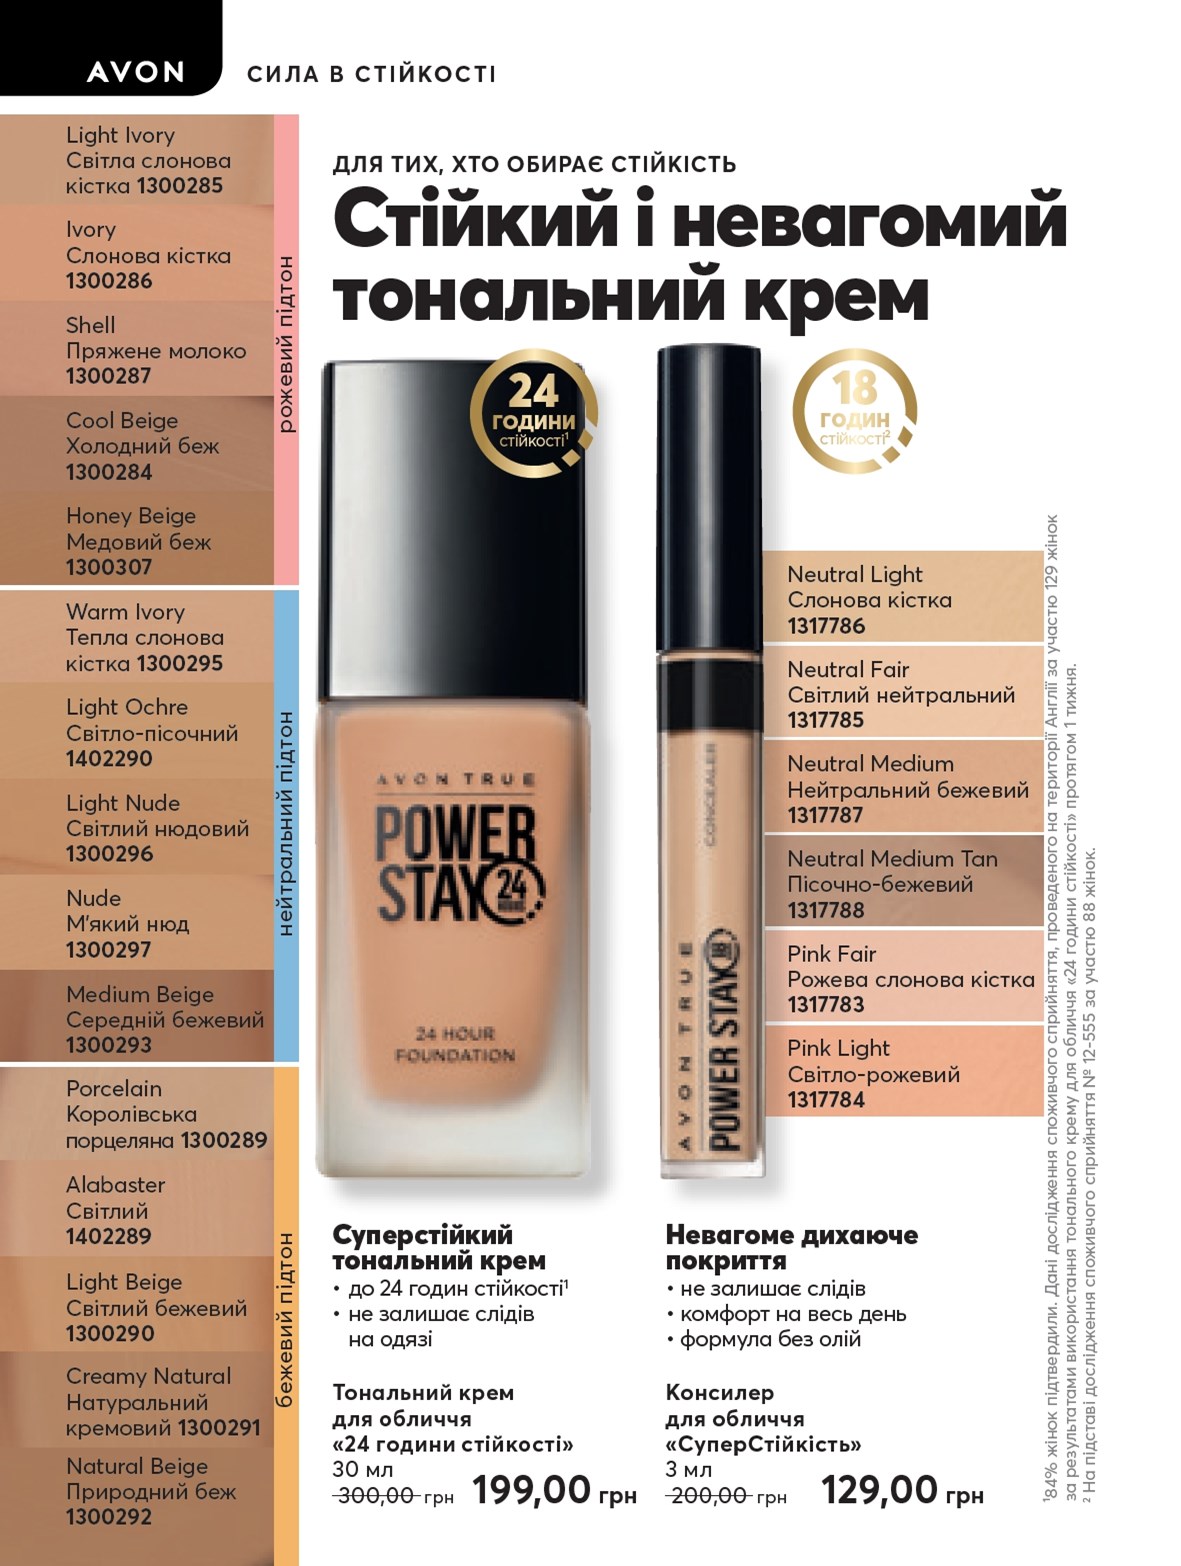 AVON
СИЛА В СТІЙКОСТІ
Light Ivory
Світла слонова
кістка 1300285
Ivory
Слонова кістка
1300286
Shell
Пряжене молоко
1300287
Cool Beige
Холодний беж
1300284
Honey Beige
Медовий беж
1300307
рожевий підтон
Warm Ivory
Тепла слонова
кістка 1300295
Light Ochre
Світло-пісочний
1402290
Light Nude
Світлий нюдовий
1300296
Nude
М'який нюд
1300297
Medium Beige
Середній бежевий
1300293
нейтральний підтон
Porcelain
Королівська
порцеляна 1300289
Alabaster
Світлий
1402289
Light Beige
Світлий бежевий
1300290
Creamy Natural
Натуральний
кремовий 1300291
Natural Beige
Природний беж
1300292
бежевий підтон
ДЛЯ ТИХ, ХТО ОБИРАЄ СТІЙКІСТЬ
Стійкий і невагомий
тональний крем
24
ГОДИНИ
стійкості¹
18
ГОДИН
стійкості²
AVON TRUE
POWER
STAY 24
HOURS
24 HOUR
FOUNDATION
CONCEALER
AVON TRUE
POWER STAY 18
Neutral Light
Слонова кістка
1317786
Neutral Fair
Світлий нейтральний
1317785
Neutral Medium
Нейтральний бежевий
1317787
Neutral Medium Tan
Пісочно-бежевий
1317788
Pink Fair
Рожева слонова кістка
1317783
Pink Light
Світло-рожевий
1317784
Суперстійкий
тональний крем
• до 24 годин стійкості¹
• не залишає слідів
на одязі
Тональний крем
для обличчя
«24 години стійкості»
30 мл
300,00 грн 199,00 грн
Невагоме дихаюче
покриття
• не залишає слідів
• комфорт на весь день
• формула без олій
Консилер
для обличчя
«СуперСтійкість»
3 мл
200,00 грн 129,00 грн
¹84% жінок підтвердили. Дані дослідження споживчого сприйняття, проведеного на території Англії за участю 129 жінок
за результатами використання тонального крему для обличчя «24 години стійкості» протягом 1 тижня.
² На підставі дослідження споживчого сприйняття № 12-555 за участю 88 жінок.